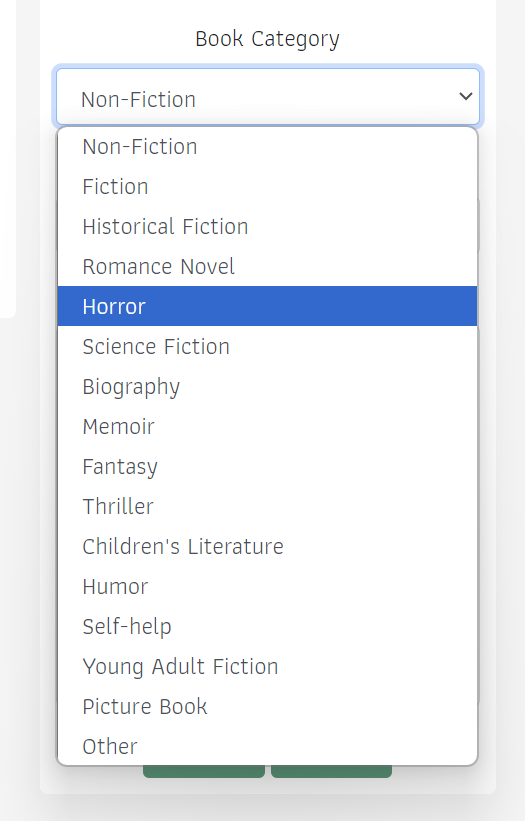 Book Category
Non-Fiction
Non-Fiction
Fiction
Historical Fiction
Romance Novel
Horror
Science Fiction
Biography
Memoir
Fantasy
Thriller
Children's Literature
Humor
Self-help
Young Adult Fiction
Picture Book
Other